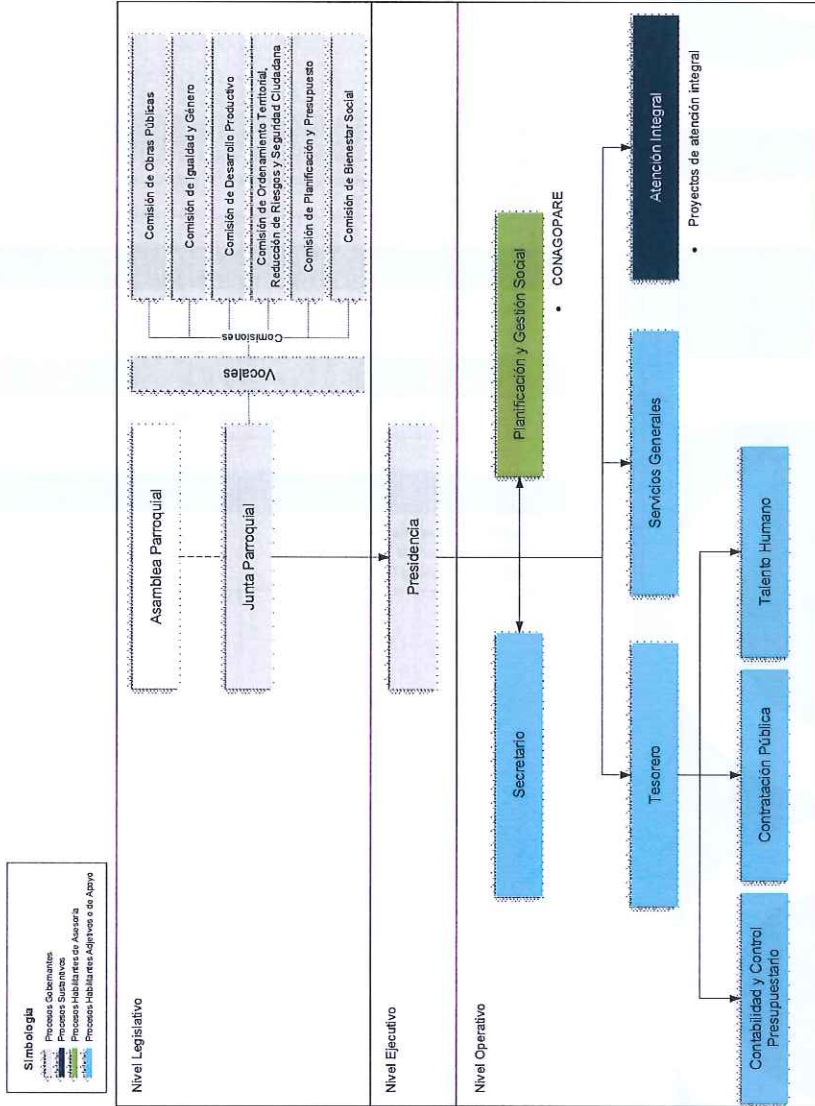 Simbología
Procesos Gobernantes
Procesos Sustantivos
Procesos Habilitantes de Asesoría
Procesos Habilitantes Adjetivos o de Apoyo
Nivel Legislativo
Asamblea Parroquial
Junta Parroquial
Vocales
Comisiones
Comisión de Obras Públicas
Comisión de Igualdad y Género
Comisión de Desarrollo Productivo
Comisión de Ordenamiento Territorial,
Reducción de Riesgos y Seguridad Ciudadana
Comisión de Planificación y Presupuesto
Comisión de Bienestar Social
Nivel Ejecutivo
Presidencia
Nivel Operativo
Secretario
Planificación y Gestión Social
• CONAGOPARE
Tesorero
Servicios Generales
Atención Integral
• Proyectos de atención integral
Contabilidad y Control
Presupuestario
Contratación Pública
Talento Humano